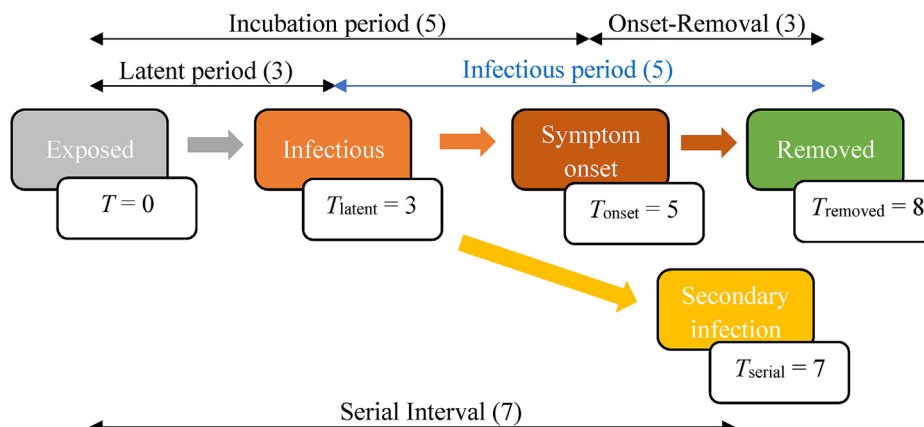 Incubation period (5)
Onset-Removal (3)
Latent period (3)
Infectious period (5)
Exposed
Infectious
Symptom
onset
Removed
T = 0
Tlatent = 3
Tonset = 5
Tremoved = 8
Secondary
infection
Tserial = 7
Serial Interval (7)